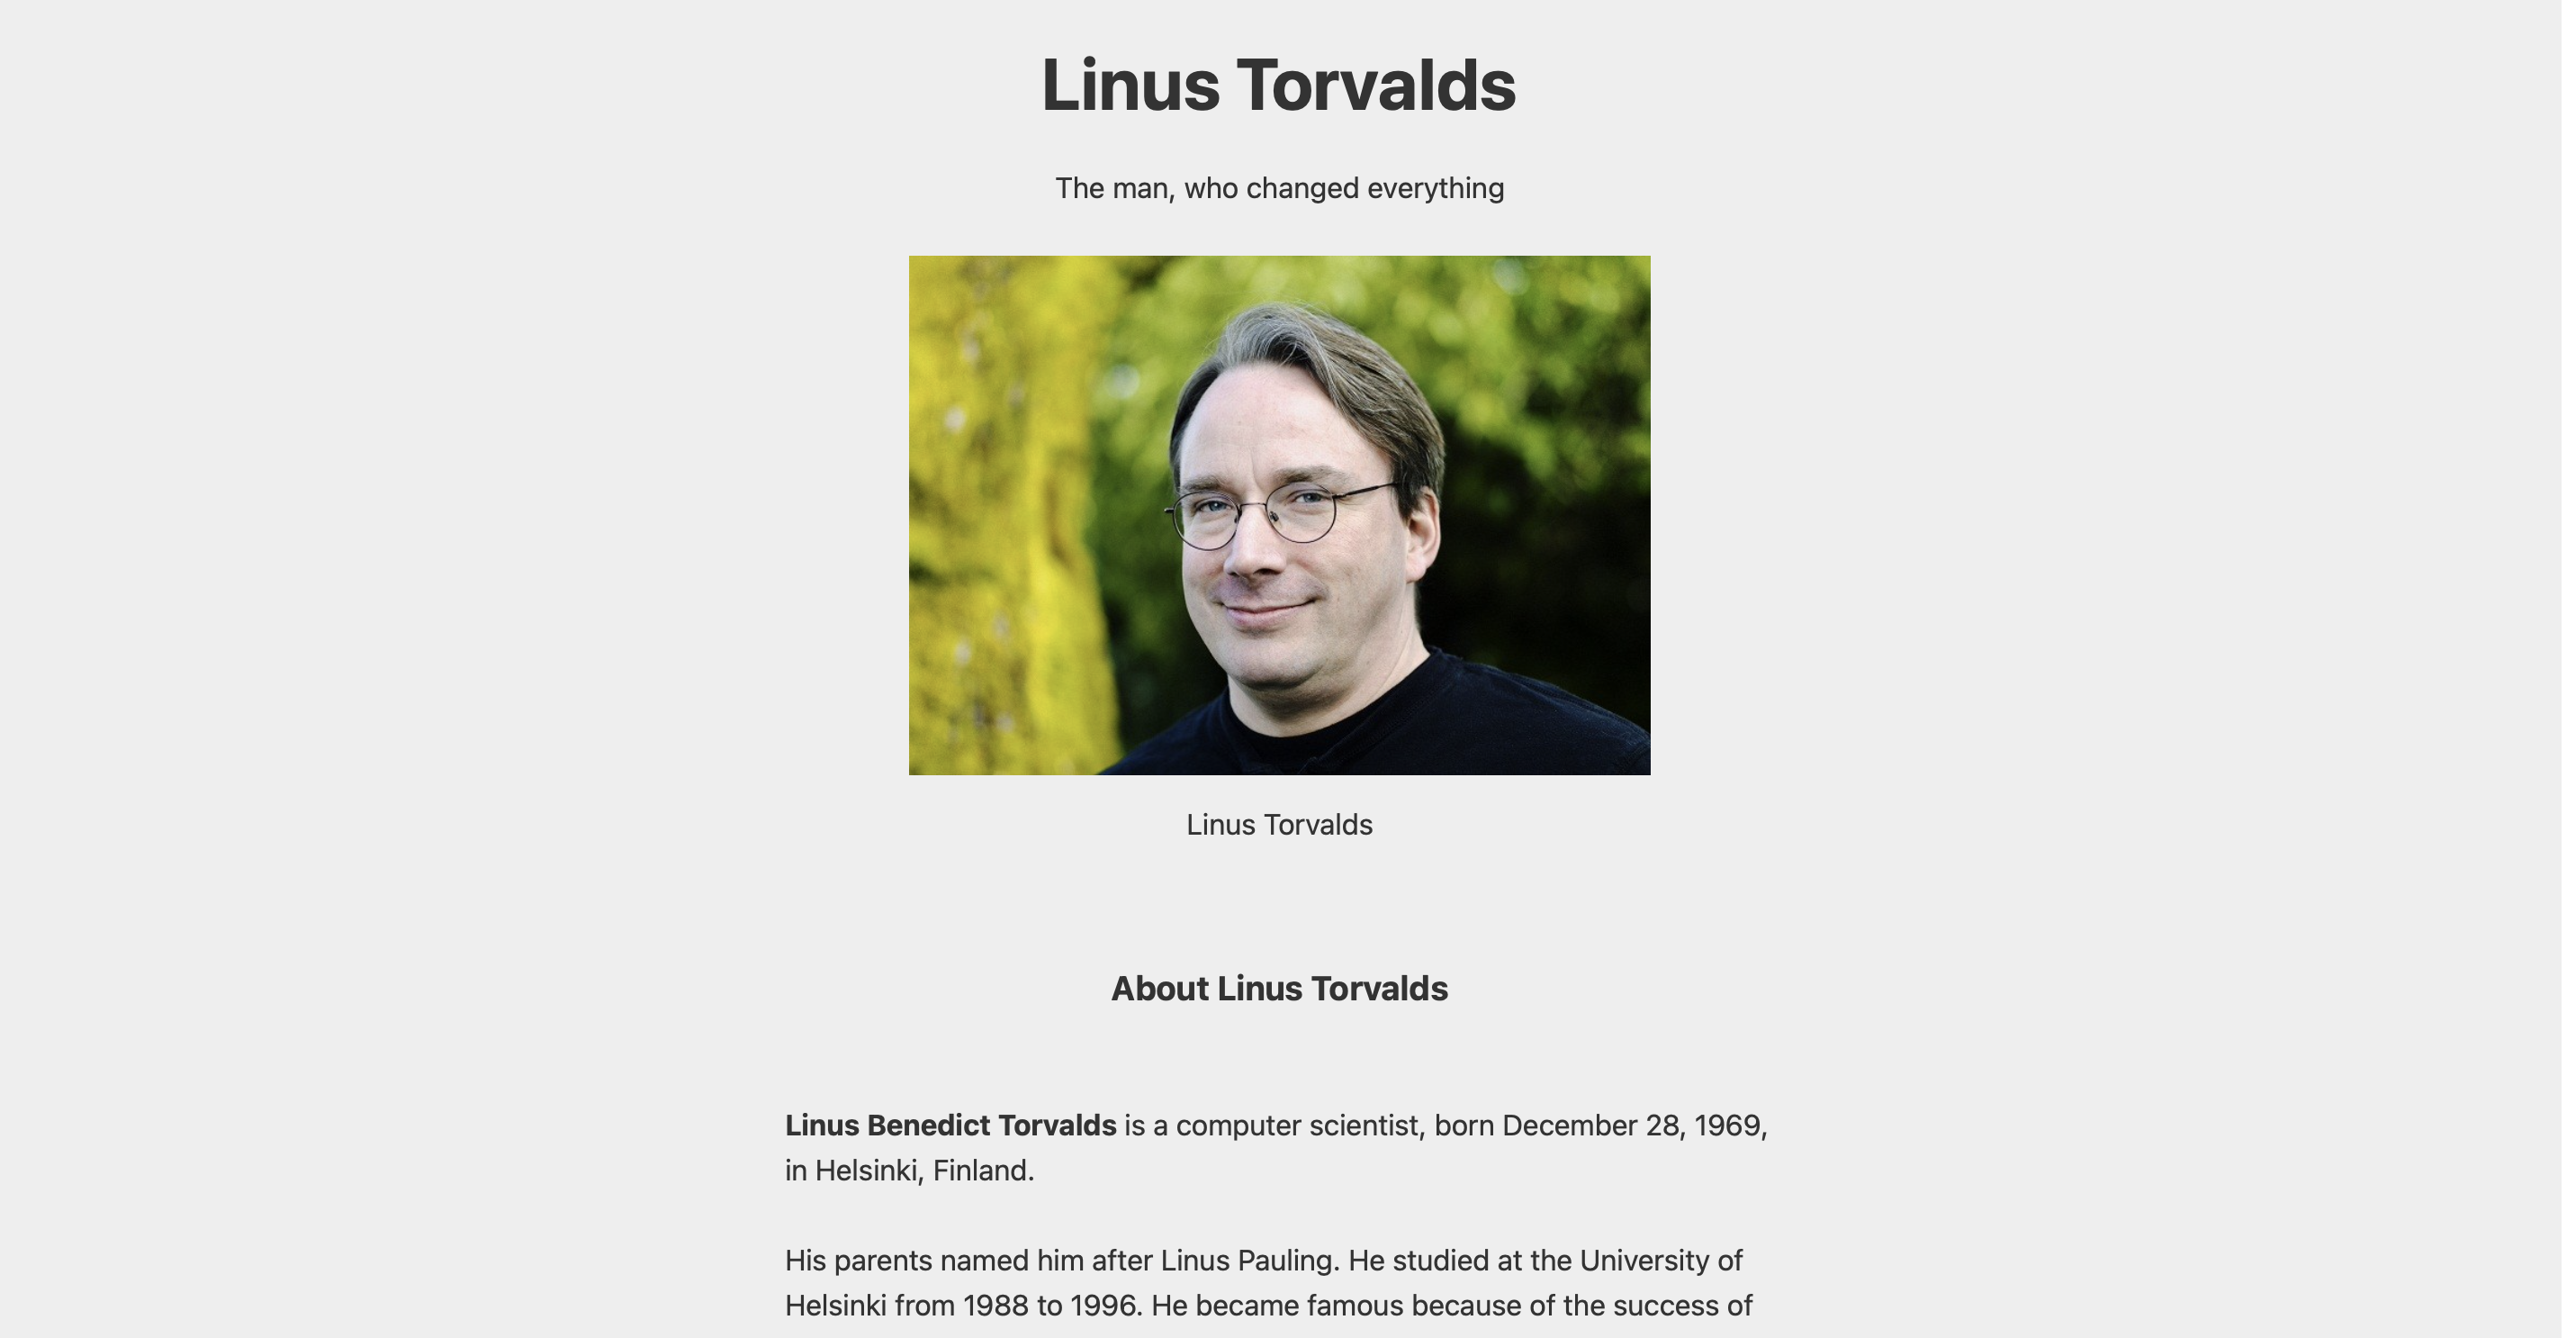 Linus Torvalds
The man, who changed everything
Linus Torvalds
About Linus Torvalds
Linus Benedict Torvalds is a computer scientist, born December 28, 1969,
in Helsinki, Finland.
His parents named him after Linus Pauling. He studied at the University of
Helsinki from 1988 to 1996. He became famous because of the success of